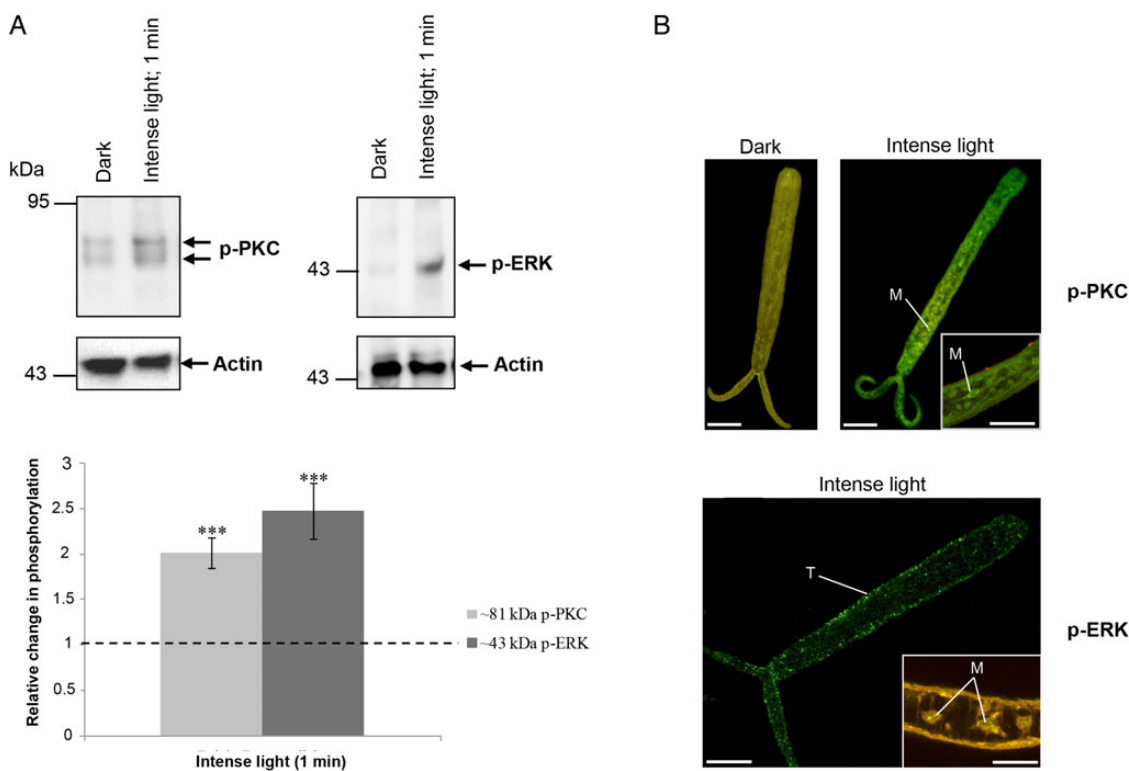 A
B
Dark
Intense light; 1 min
Dark
Intense light; 1 min
kDa
95
p-PKC
43
p-ERK
43
Actin
43
Actin
Dark
Intense light
M
M
p-PKC
Intense light
T
M
p-ERK
Relative change in phosphorylation
3
2.5
2
1.5
1
0.5
0
***
***
~81 kDa p-PKC
~43 kDa p-ERK
Intense light (1 min)